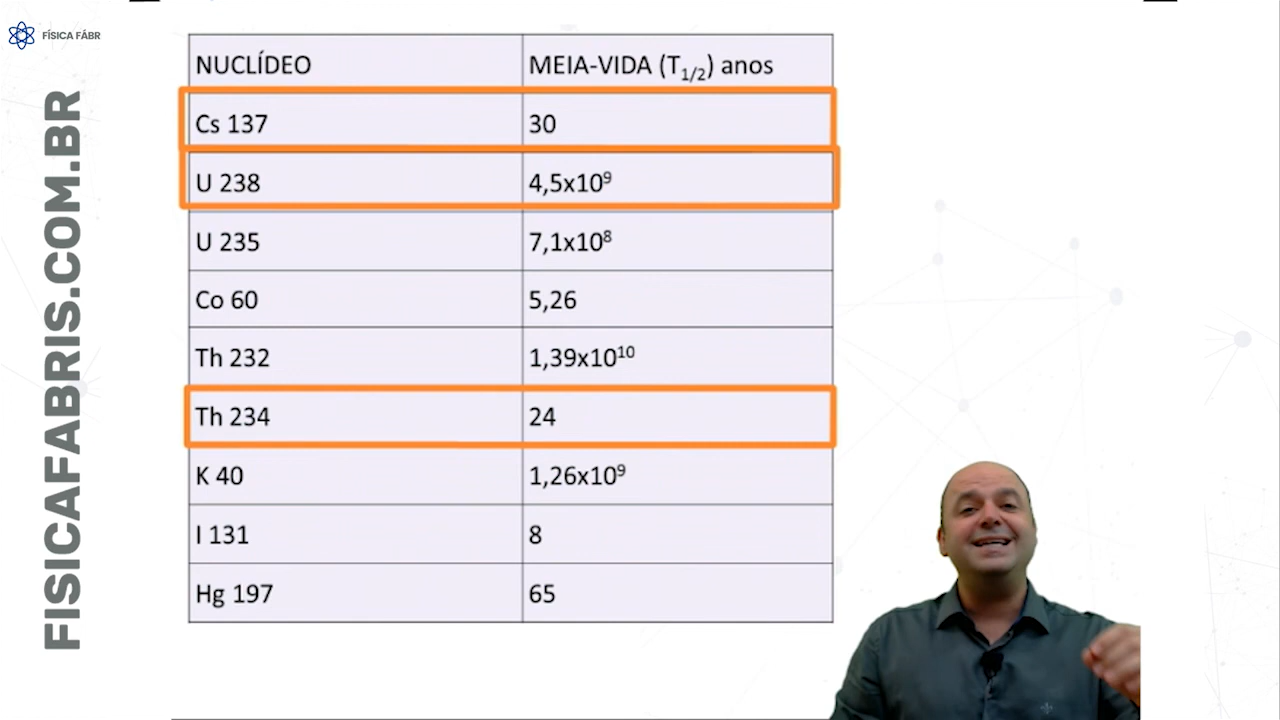 FÍSICA FÁBR
FISICAFABRIS.COM.BR
NUCLÍDEO MEIA-VIDA (T1/2) anos
Cs 137 30
U 238 4,5x10⁹
U 235 7,1x10⁸
Co 60 5,26
Th 232 1,39x10¹⁰
Th 234 24
K 40 1,26x10⁹
I 131 8
Hg 197 65